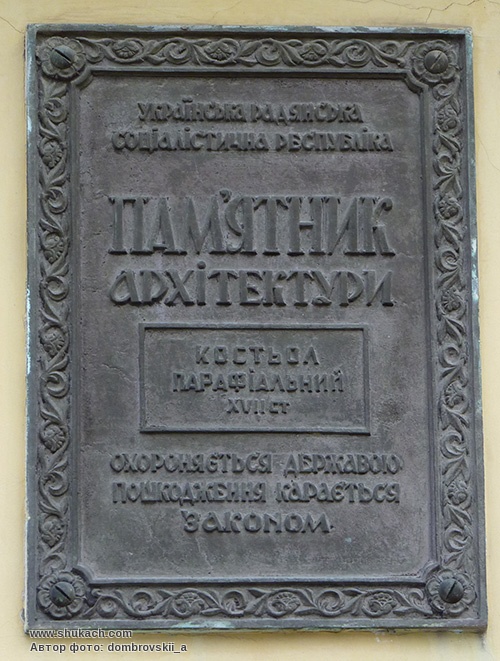 УКРАЇНСЬКА РАДЯНСЬКА
СОЦІАЛІСТИЧНА РЕСПУБЛІКА
ПАМ'ЯТНИК
АРХІТЕКТУРИ
КОСТЬОЛ
ПАРАФІАЛЬНИЙ
XVII СТ
ОХОРОНЯЄТЬСЯ ДЕРЖАВОЮ
ПОШКОДЖЕННЯ КАРАЄТЬСЯ
ЗАКОНОМ
www.shukach.com
Автор фото: dombrovskii_a